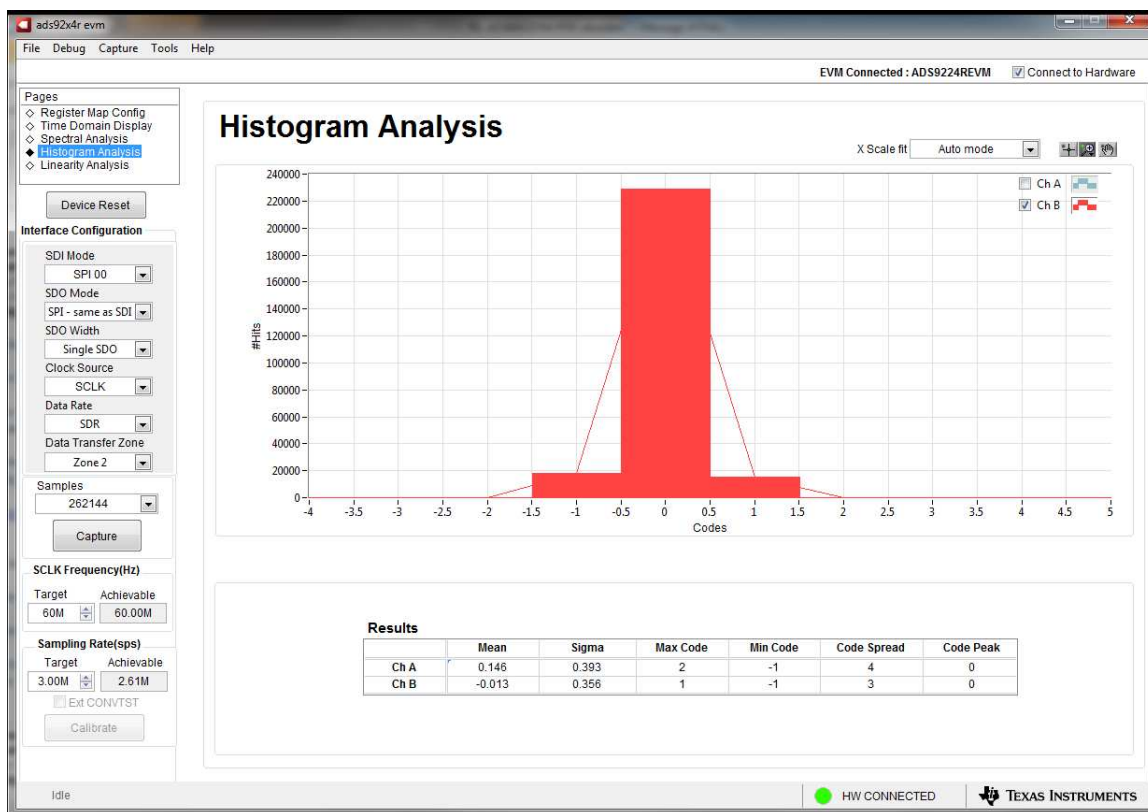 ads92x4r evm
File Debug Capture Tools Help
EVM Connected : ADS9224REVM Connect to Hardware
Pages
Register Map Config
Time Domain Display
Spectral Analysis
Histogram Analysis
Linearity Analysis
Device Reset
Interface Configuration
SDI Mode
SPI 00
SDO Mode
SPI - same as SDI
SDO Width
Single SDO
Clock Source
SCLK
Data Rate
SDR
Data Transfer Zone
Zone 2
Samples
262144
Capture
SCLK Frequency(Hz)
Target Achievable
60M 60.00M
Sampling Rate(sps)
Target Achievable
3.00M 2.61M
Ext CONVTST
Calibrate
Histogram Analysis
X Scale fit Auto mode
Ch A
Ch B
240000
220000
200000
180000
160000
140000
120000
100000
80000
60000
40000
20000
0
#Hits
-4 -3.5 -3 -2.5 -2 -1.5 -1 -0.5 0 0.5 1 1.5 2 2.5 3 3.5 4 4.5 5
Codes
Results
Mean Sigma Max Code Min Code Code Spread Code Peak
Ch A 0.146 0.393 2 -1 4 0
Ch B -0.013 0.356 1 -1 3 0
Idle HW CONNECTED TEXAS INSTRUMENTS